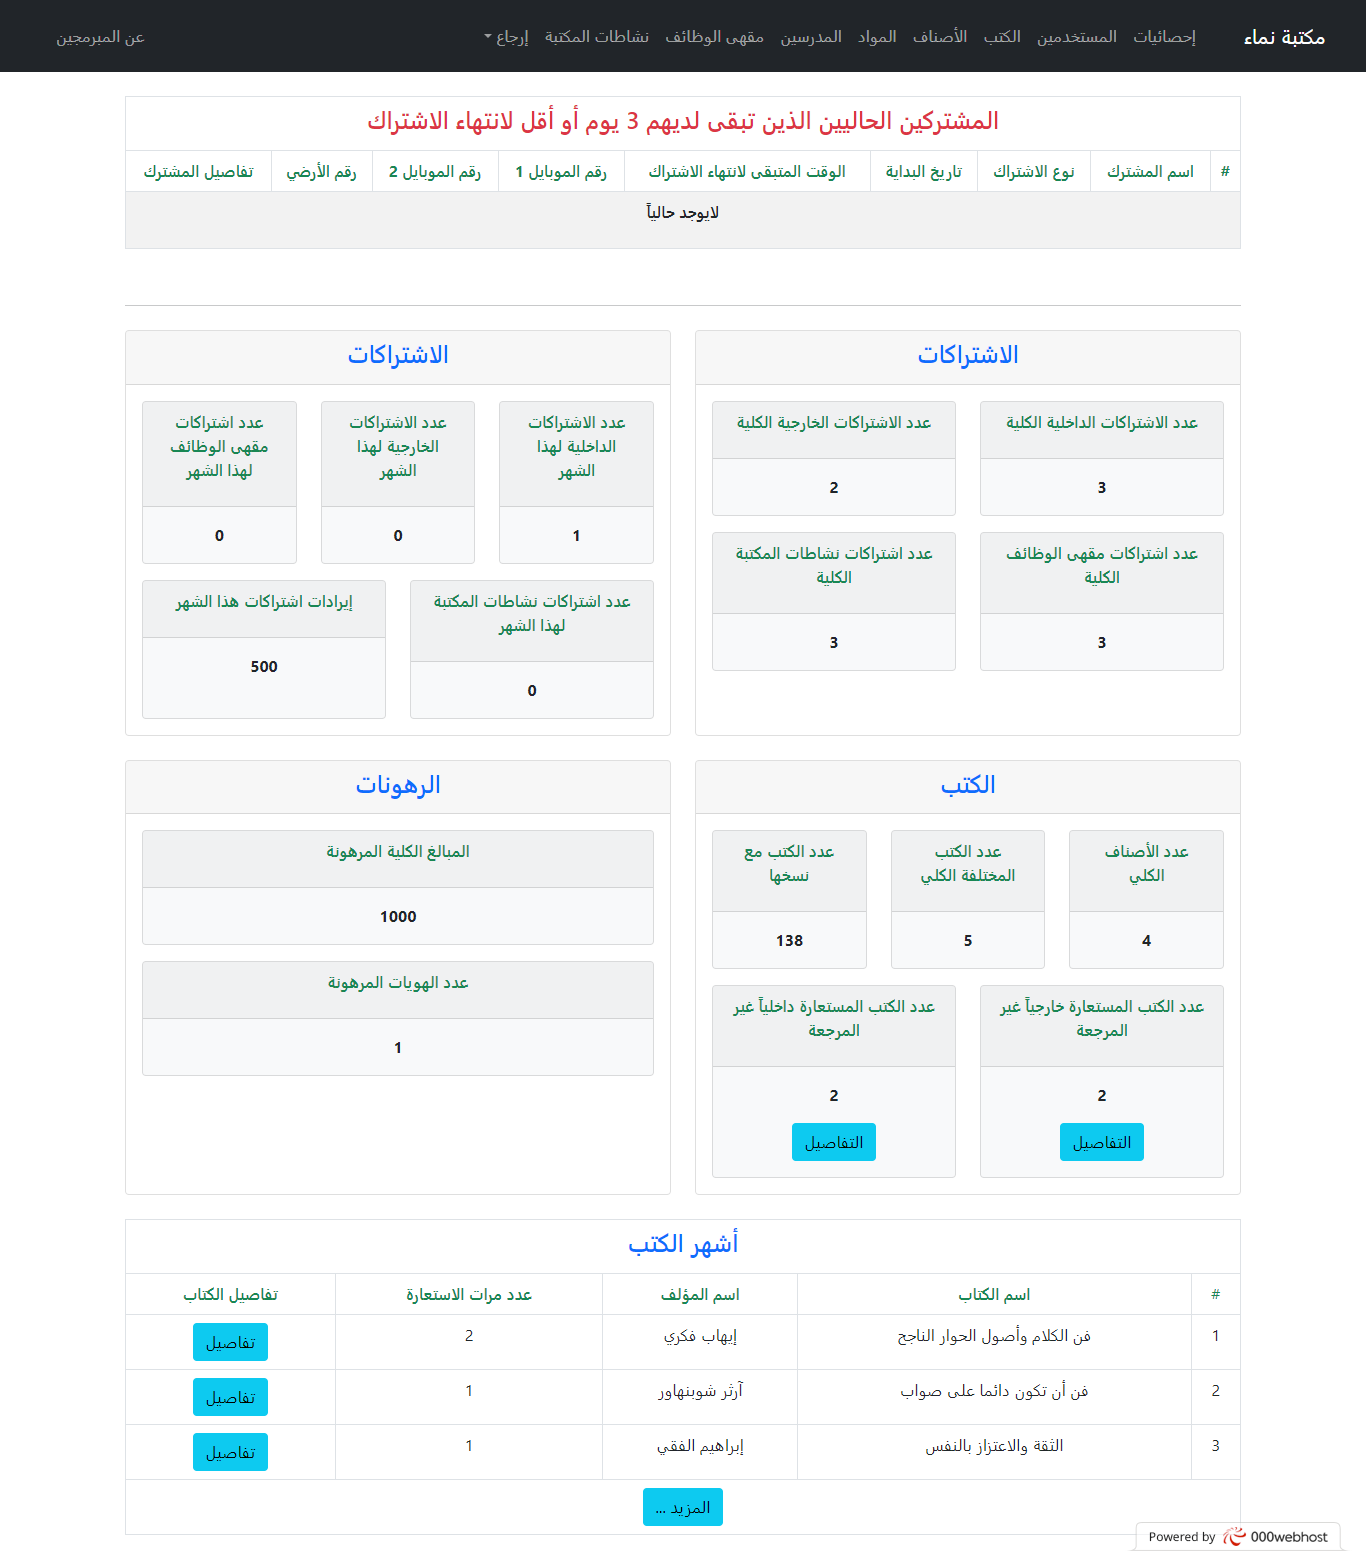 مكتبة نماء
إحصائيات
المستخدمين
الكتب
الأصناف
المواد
المدرسين
مقهى الوظائف
نشاطات المكتبة
إرجاع
عن المبرمجين
المشتركين الحاليين الذين تبقى لديهم 3 يوم أو أقل لانتهاء الاشتراك
# اسم المشترك نوع الاشتراك تاريخ البداية الوقت المتبقى لانتهاء الاشتراك رقم الموبايل 1 رقم الموبايل 2 رقم الأرضي تفاصيل المشترك
لايوجد حالياً
الاشتراكات
عدد الاشتراكات الداخلية الكلية
3
عدد الاشتراكات الخارجية الكلية
2
عدد اشتراكات مقهى الوظائف
الكلية
3
عدد اشتراكات نشاطات المكتبة
الكلية
3
الاشتراكات
عدد الاشتراكات
الداخلية لهذا
الشهر
1
عدد الاشتراكات
الخارجية لهذا
الشهر
0
عدد اشتراكات
مقهى الوظائف
لهذا الشهر
0
عدد اشتراكات نشاطات المكتبة
لهذا الشهر
0
إيرادات اشتراكات هذا الشهر
500
الكتب
عدد الأصناف
الكلي
4
عدد الكتب
المختلفة الكلي
5
عدد الكتب مع
نسخها
138
عدد الكتب المستعارة خارجياً غير
المرجعة
2
التفاصيل
عدد الكتب المستعارة داخلياً غير
المرجعة
2
التفاصيل
الرهونات
المبالغ الكلية المرهونة
1000
عدد الهويات المرهونة
1
أشهر الكتب
# اسم الكتاب اسم المؤلف عدد مرات الاستعارة تفاصيل الكتاب
1 فن الكلام وأصول الحوار الناجح إيهاب فكري 2 تفاصيل
2 فن أن تكون دائما على صواب آرثر شوبنهاور 1 تفاصيل
3 الثقة والاعتزاز بالنفس إبراهيم الفقي 1 تفاصيل
المزيد ...
Powered by 000webhost